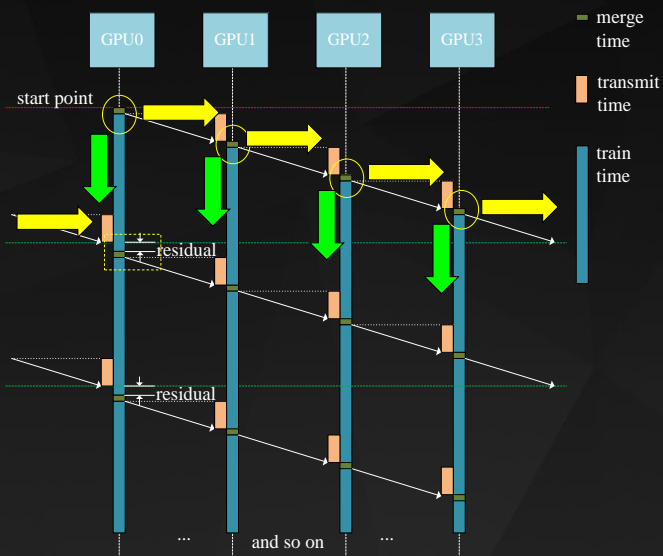 GPU0
GPU1
GPU2
GPU3
merge
time
transmit
time
train
time
start point
residual
residual
...
and so on
...